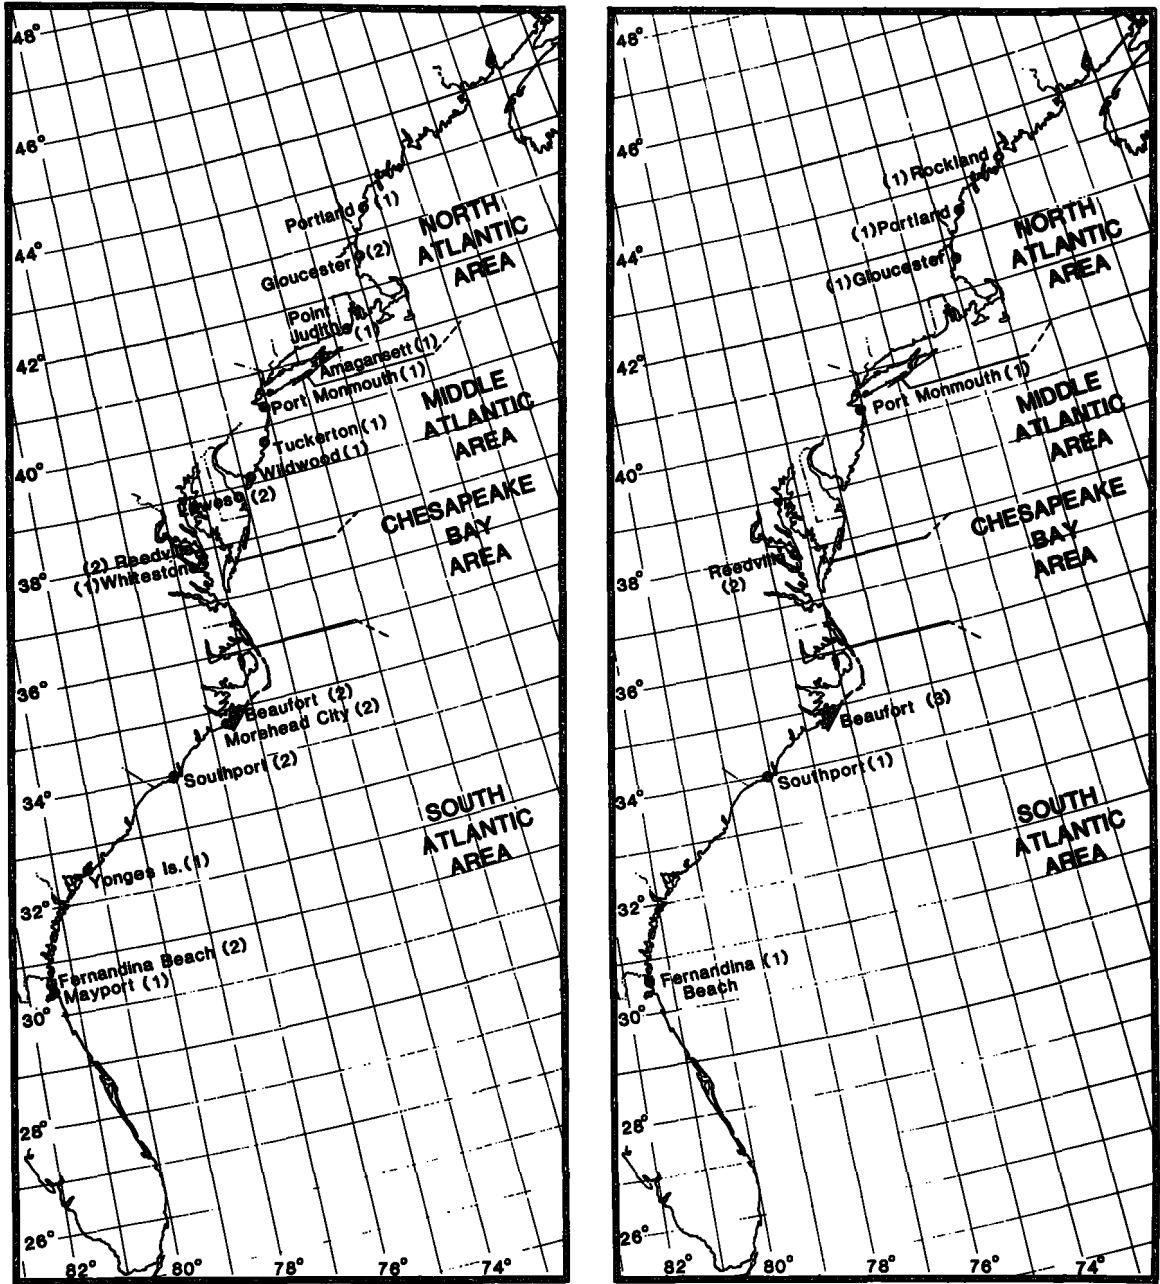 48°
46°
Portland (1)
NORTH
ATLANTIC
AREA
44°
Gloucester (2)
Point
Judith (1)
42°
Amagansett (1)
Port Monmouth (1)
MIDDLE
ATLANTIC
AREA
Tuckerton (1)
40°
Wildwood (1)
Lewes (2)
CHESAPEAKE
BAY
AREA
(2) Reedville
38°
(1) Whitestone
36°
Beaufort (2)
Morehead City (2)
Southport (2)
34°
SOUTH
ATLANTIC
AREA
Yonges Is. (1)
32°
Fernandina Beach (2)
Mayport (1)
30°
28°
26°
82° 80° 78° 76° 74°
48°
46°
(1) Rockland
(1) Portland
NORTH
ATLANTIC
AREA
44°
(1) Gloucester
42°
Port Monmouth (1)
MIDDLE
ATLANTIC
AREA
40°
CHESAPEAKE
BAY
AREA
Reedville
(2)
38°
36°
Beaufort (3)
Southport (1)
34°
SOUTH
ATLANTIC
AREA
32°
Fernandina (1)
Beach
30°
28°
26°
82° 80° 78° 76° 74°